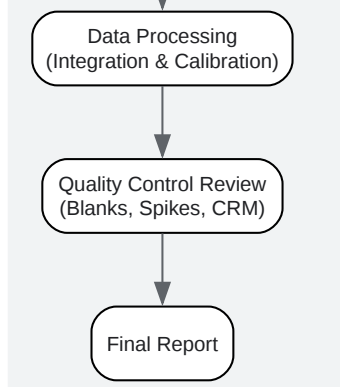 Data Processing
(Integration & Calibration)
Quality Control Review
(Blanks, Spikes, CRM)
Final Report